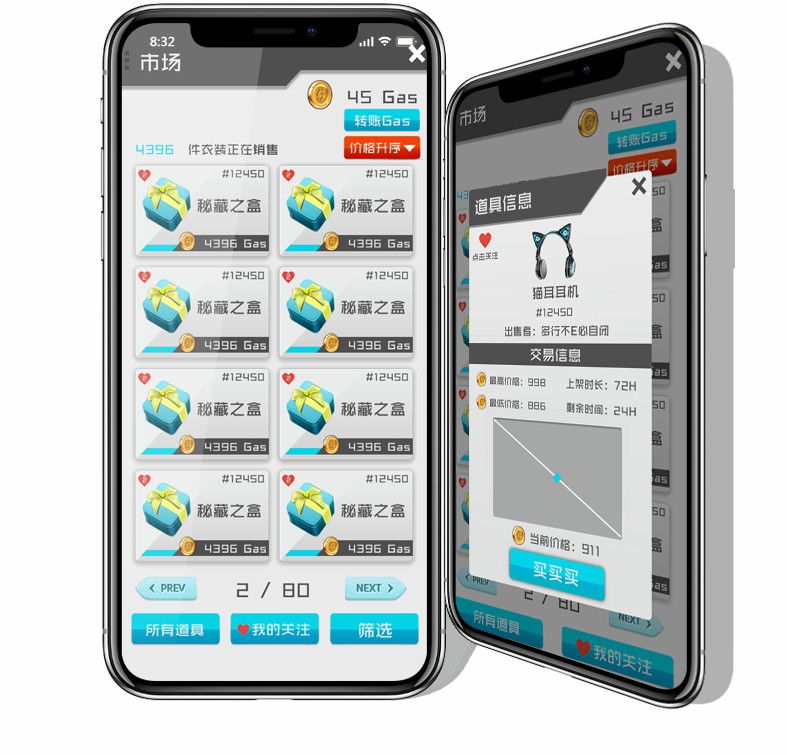 8:32
市场
45 Gas
转账Gas
4396 件衣装正在销售
价格升序
#12450
秘藏之盒
4396 Gas
#12450
秘藏之盒
4396 Gas
#12450
秘藏之盒
4396 Gas
#12450
秘藏之盒
4396 Gas
#12450
秘藏之盒
4396 Gas
#12450
秘藏之盒
4396 Gas
#12450
秘藏之盒
4396 Gas
#12450
秘藏之盒
4396 Gas
PREV
2 / 80
NEXT
所有道具
我的关注
筛选
市场
45 Gas
转账Gas
价格升序
道具信息
点击关注
猫耳耳机
#12450
出售者：多行不E必自闭
交易信息
最高价格：998 上架时长：72H
最低价格：886 剩余时间：24H
当前价格：911
买买买
PREV
2 / 80
NEXT
所有道具
我的关注